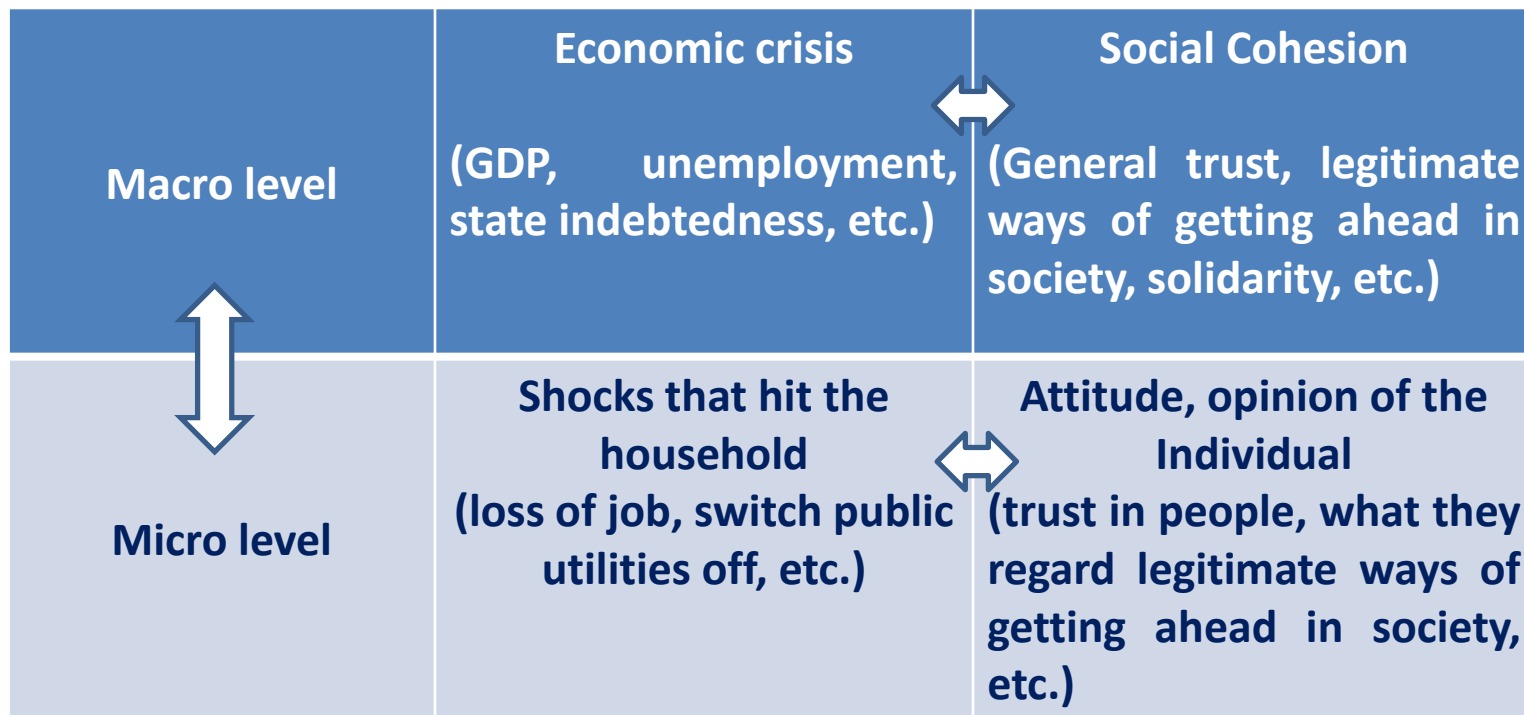 Economic crisis
(GDP, unemployment,
state indebtedness, etc.)
Social Cohesion
(General trust, legitimate
ways of getting ahead in
society, solidarity, etc.)
Macro level
Shocks that hit the
household
(loss of job, switch public
utilities off, etc.)
Attitude, opinion of the
Individual
(trust in people, what they
regard legitimate ways of
getting ahead in society,
etc.)
Micro level